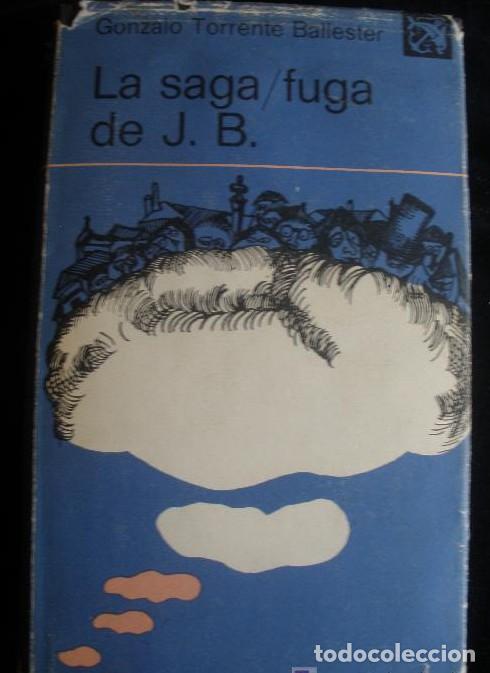 Gonzalo Torrente Ballester
La saga/fuga
de J. B.
todocoleccion